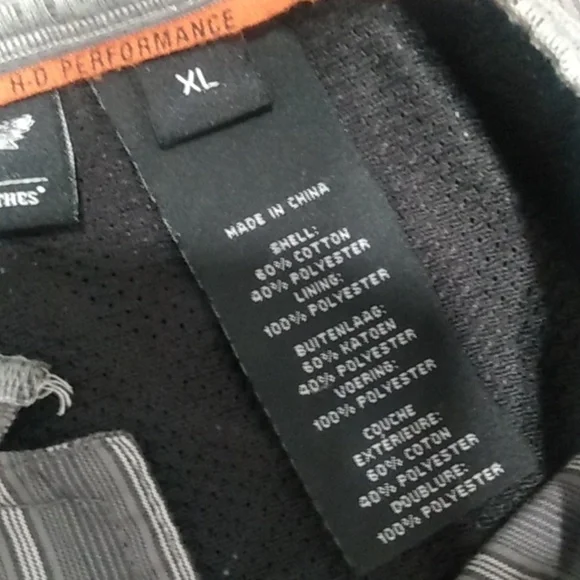 H-D PERFORMANCE
XL
MADE IN CHINA
SHELL:
60% COTTON
40% POLYESTER
LINING:
100% POLYESTER
BUITENLAAG:
60% KATOEN
40% POLYESTER
VOERING:
100% POLYESTER
COUCHE
EXTÉRIEURE:
60% COTON
40% POLYESTER
DOUBLURE:
100% POLYESTER